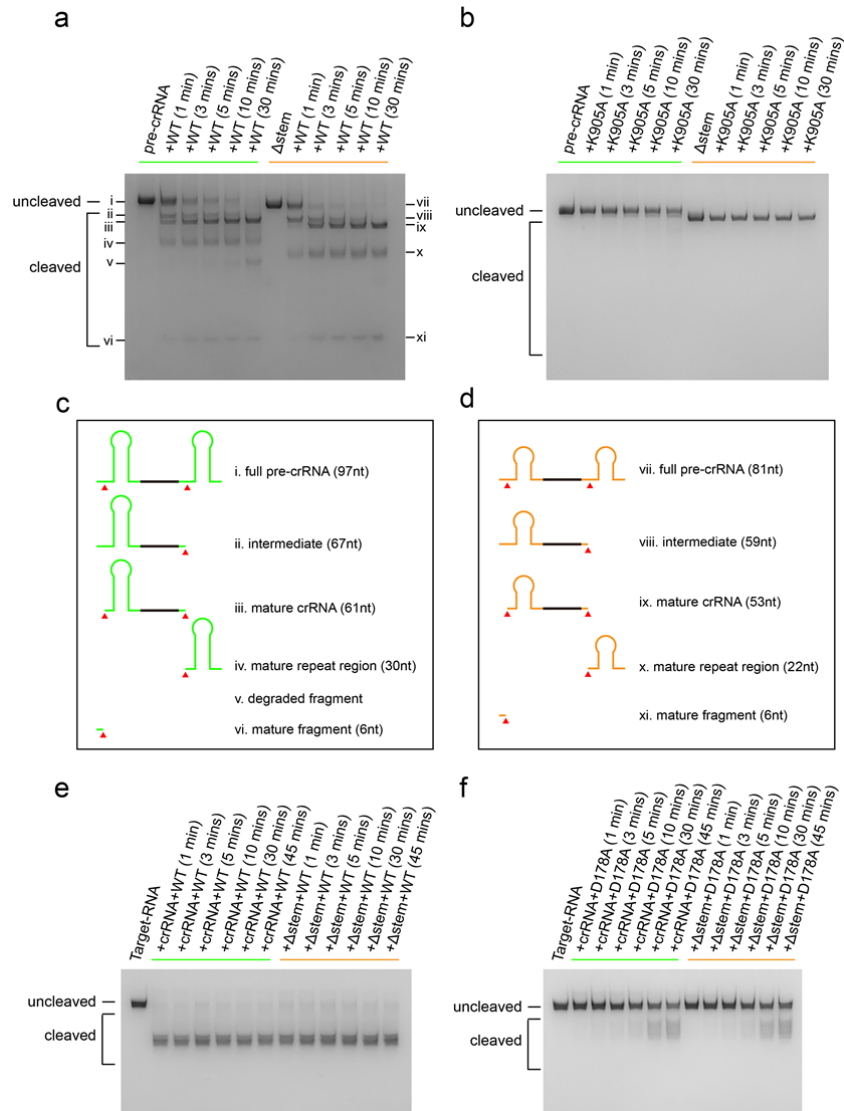 a
pre-crRNA
+WT (1 min)
+WT (3 mins)
+WT (5 mins)
+WT (10 mins)
+WT (30 mins)
Δstem
+WT (1 min)
+WT (3 mins)
+WT (5 mins)
+WT (10 mins)
+WT (30 mins)
uncleaved
cleaved
i
ii
iii
iv
v
vi
vii
viii
ix
x
xi
b
pre-crRNA
+K905A (1 min)
+K905A (3 mins)
+K905A (5 mins)
+K905A (10 mins)
+K905A (30 mins)
Δstem
+K905A (1 min)
+K905A (3 mins)
+K905A (5 mins)
+K905A (10 mins)
+K905A (30 mins)
uncleaved
cleaved
c
i. full pre-crRNA (97nt)
ii. intermediate (67nt)
iii. mature crRNA (61nt)
iv. mature repeat region (30nt)
v. degraded fragment
vi. mature fragment (6nt)
d
vii. full pre-crRNA (81nt)
viii. intermediate (59nt)
ix. mature crRNA (53nt)
x. mature repeat region (22nt)
xi. mature fragment (6nt)
e
Target-RNA
+crRNA+WT (1 min)
+crRNA+WT (3 mins)
+crRNA+WT (5 mins)
+crRNA+WT (10 mins)
+crRNA+WT (30 mins)
+crRNA+WT (45 mins)
+Δstem+WT (1 min)
+Δstem+WT (3 mins)
+Δstem+WT (5 mins)
+Δstem+WT (10 mins)
+Δstem+WT (30 mins)
+Δstem+WT (45 mins)
uncleaved
cleaved
f
Target-RNA
+crRNA+D178A (1 min)
+crRNA+D178A (3 mins)
+crRNA+D178A (5 mins)
+crRNA+D178A (10 mins)
+crRNA+D178A (30 mins)
+crRNA+D178A (45 mins)
+Δstem+D178A (1 min)
+Δstem+D178A (3 mins)
+Δstem+D178A (5 mins)
+Δstem+D178A (10 mins)
+Δstem+D178A (30 mins)
+Δstem+D178A (45 mins)
uncleaved
cleaved